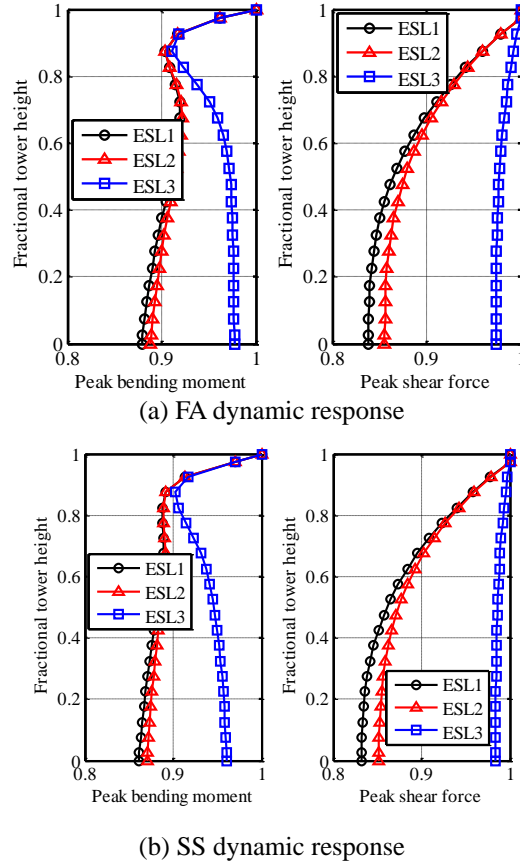 1
0.8
0.6
0.4
0.2
0
Fractional tower height
ESL1
ESL2
ESL3
0.8
0.9
1
Peak bending moment
1
0.8
0.6
0.4
0.2
0
Fractional tower height
ESL1
ESL2
ESL3
0.8
0.9
1
Peak shear force
(a) FA dynamic response
1
0.8
0.6
0.4
0.2
0
Fractional tower height
ESL1
ESL2
ESL3
0.8
0.9
1
Peak bending moment
1
0.8
0.6
0.4
0.2
0
Fractional tower height
ESL1
ESL2
ESL3
0.8
0.9
1
Peak shear force
(b) SS dynamic response